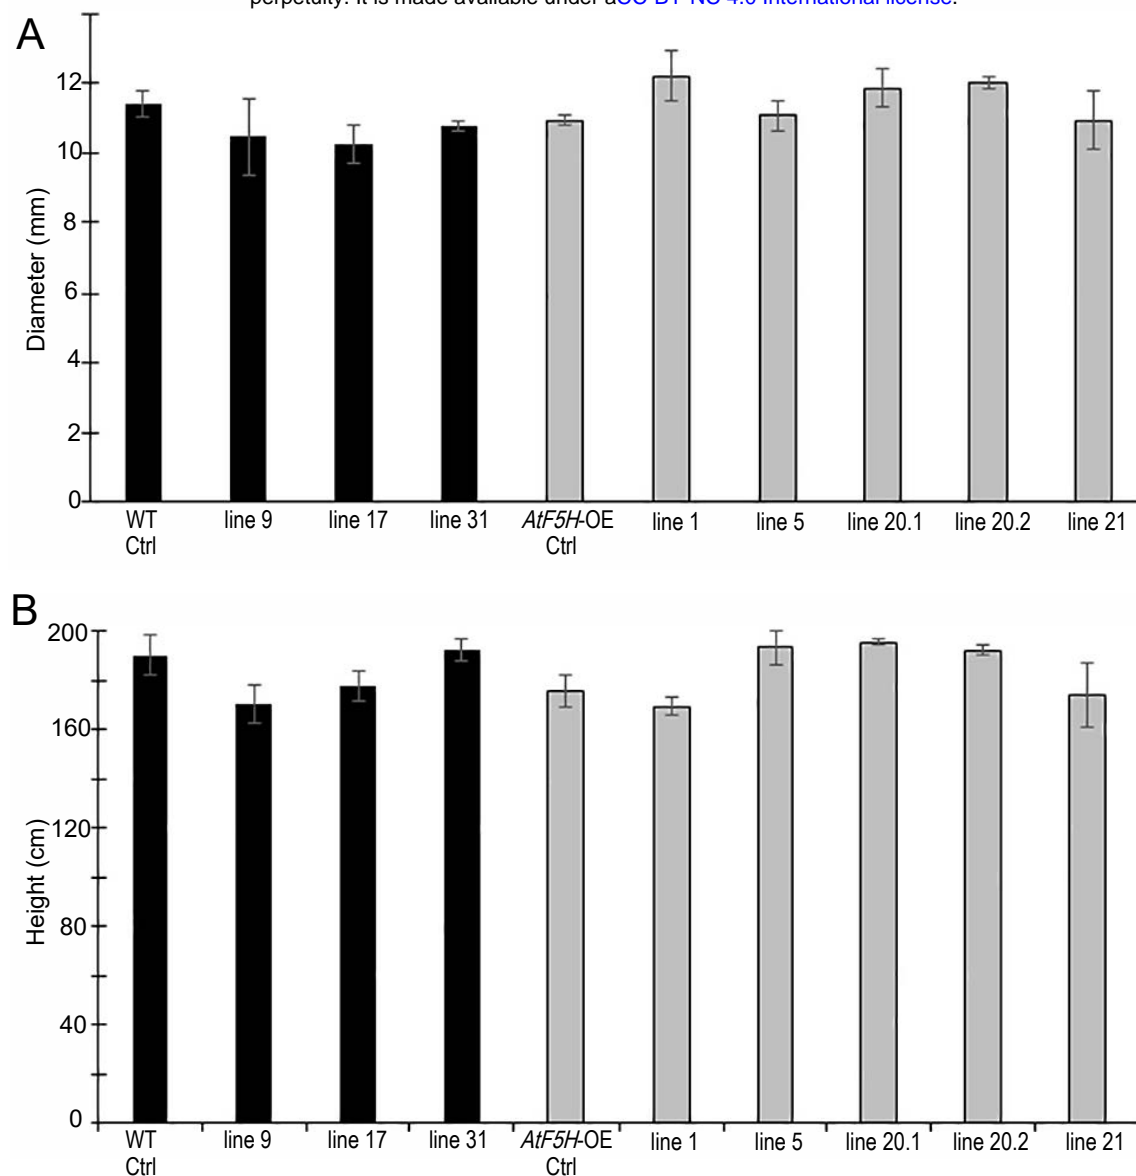 perpetuity. It is made available under aCC-BY-NC 4.0 International license.
A
12
10
8
6
4
2
0
Diameter (mm)
WT Ctrl line 9 line 17 line 31 AtF5H-OE Ctrl line 1 line 5 line 20.1 line 20.2 line 21
B
200
160
120
80
40
0
Height (cm)
WT Ctrl line 9 line 17 line 31 AtF5H-OE Ctrl line 1 line 5 line 20.1 line 20.2 line 21